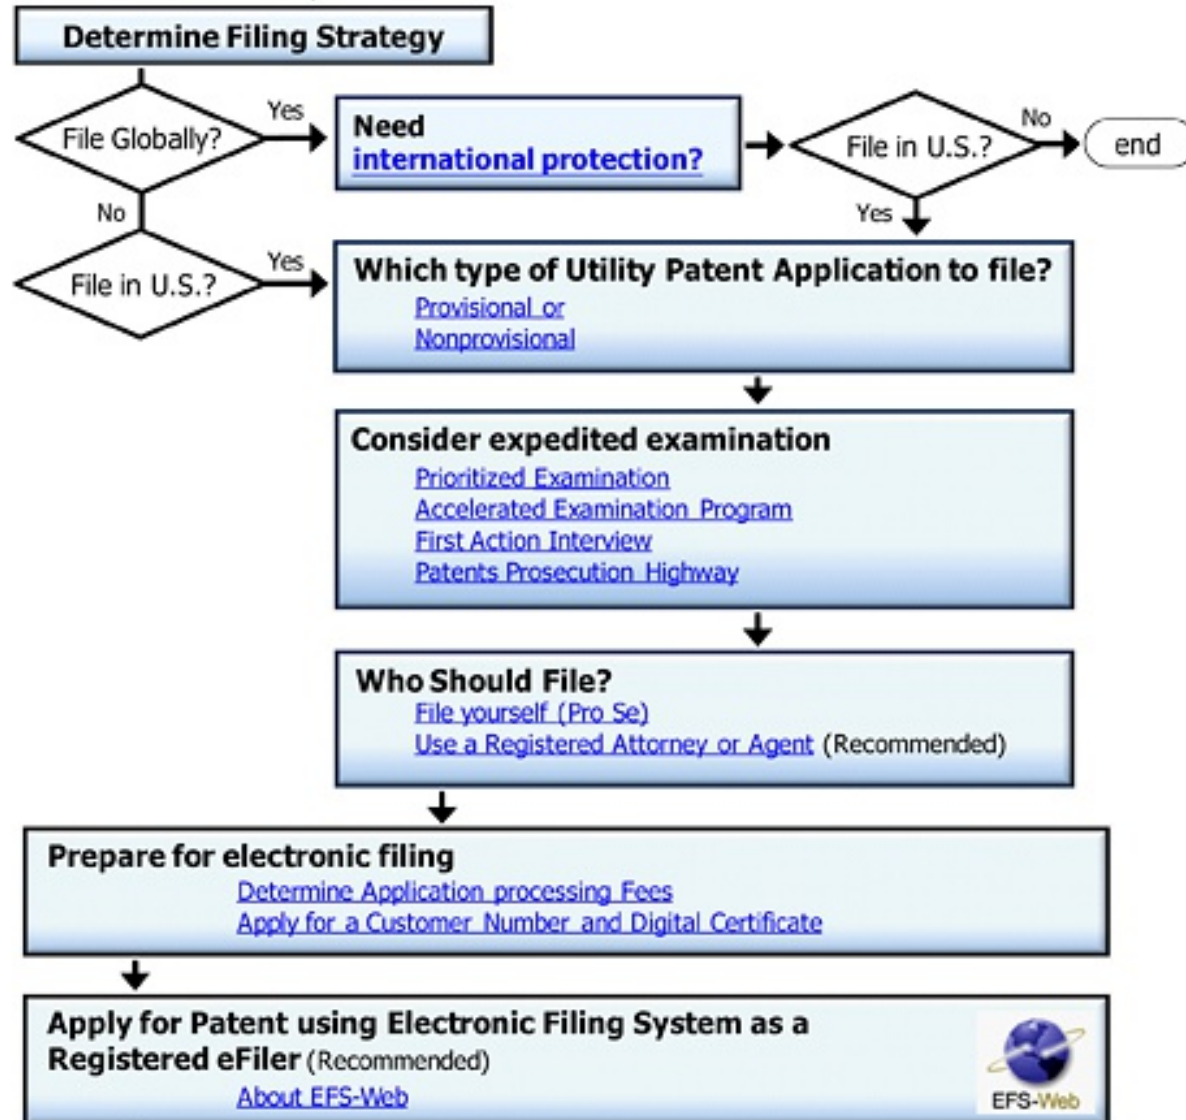 Determine Filing Strategy
File Globally?
Yes
Need
international protection?
File in U.S.?
No
end
No
Yes
File in U.S.?
Yes
Which type of Utility Patent Application to file?
Provisional or
Nonprovisional
Consider expedited examination
Prioritized Examination
Accelerated Examination Program
First Action Interview
Patents Prosecution Highway
Who Should File?
File yourself (Pro Se)
Use a Registered Attorney or Agent (Recommended)
Prepare for electronic filing
Determine Application processing Fees
Apply for a Customer Number and Digital Certificate
Apply for Patent using Electronic Filing System as a
Registered eFiler (Recommended)
About EFS-Web
EFS-Web